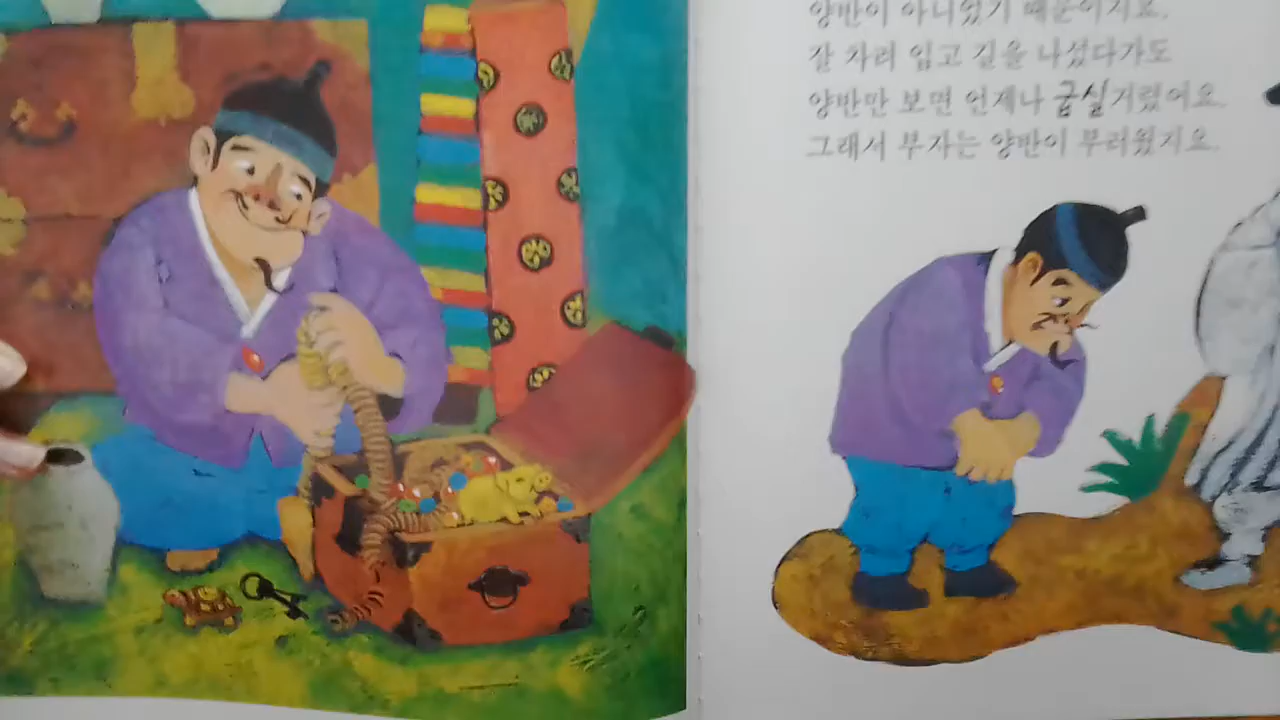 양반이 아니었기 때문이지요.
잘 차려 입고 길을 나섰다가도
양반만 보면 언제나 굽실거렸어요.
그래서 부자는 양반이 부러웠지요.